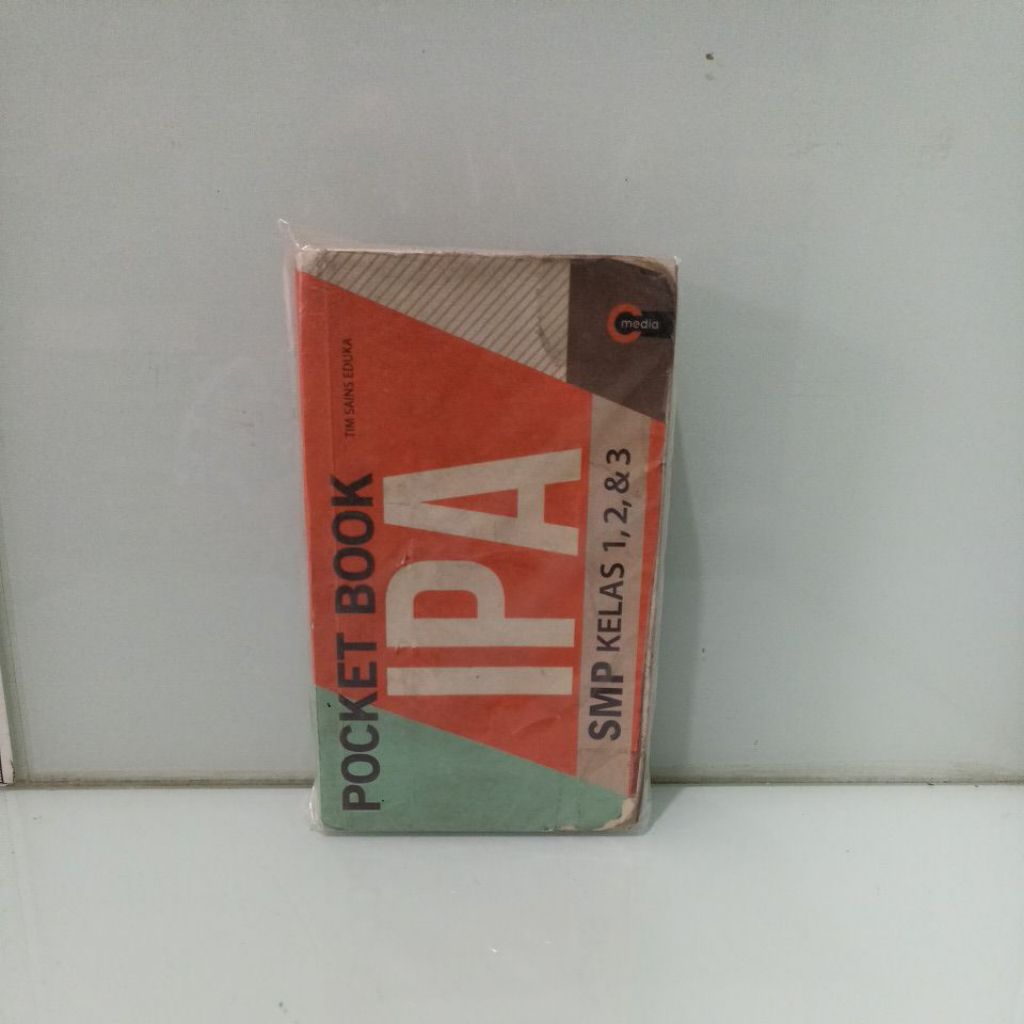 TIM SAINS EDUKA
POCKET BOOK
IPA
SMP KELAS 1, 2, & 3
media